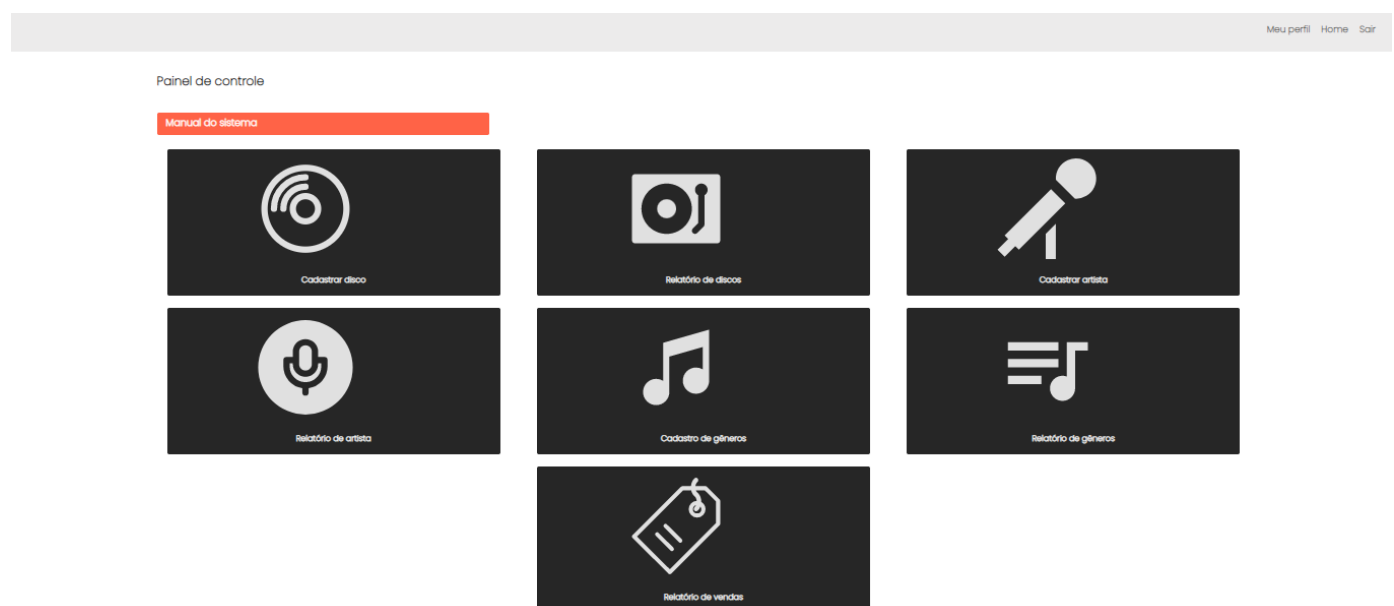 Meu perfil Home Sair
Painel de controle
Manual do sistema
Cadastrar disco
Relatório de discos
Cadastrar artista
Relatório de artista
Cadastro de gêneros
Relatório de gêneros
Relatório de vendas